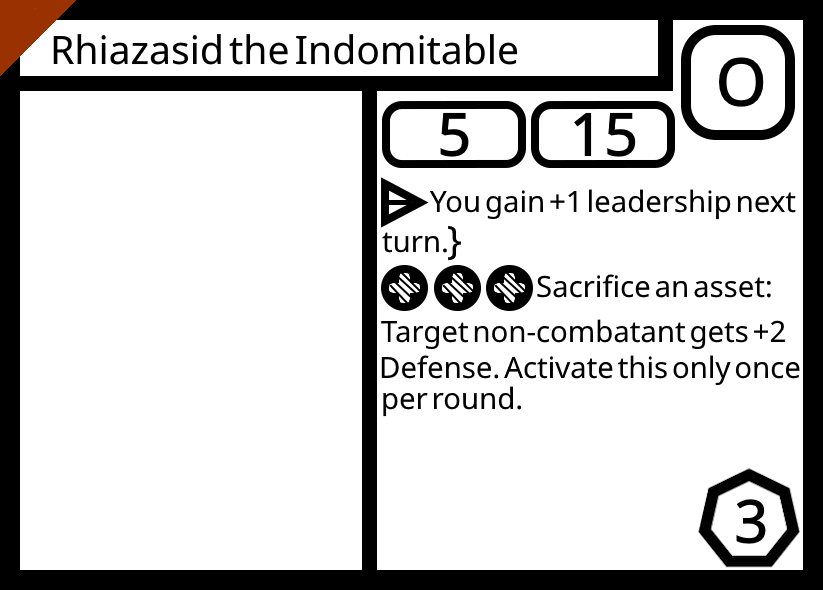 Rhiazasid the Indomitable
O
5 15
You gain +1 leadership next
turn.}
Sacrifice an asset:
Target non-combatant gets +2
Defense. Activate this only once
per round.
3